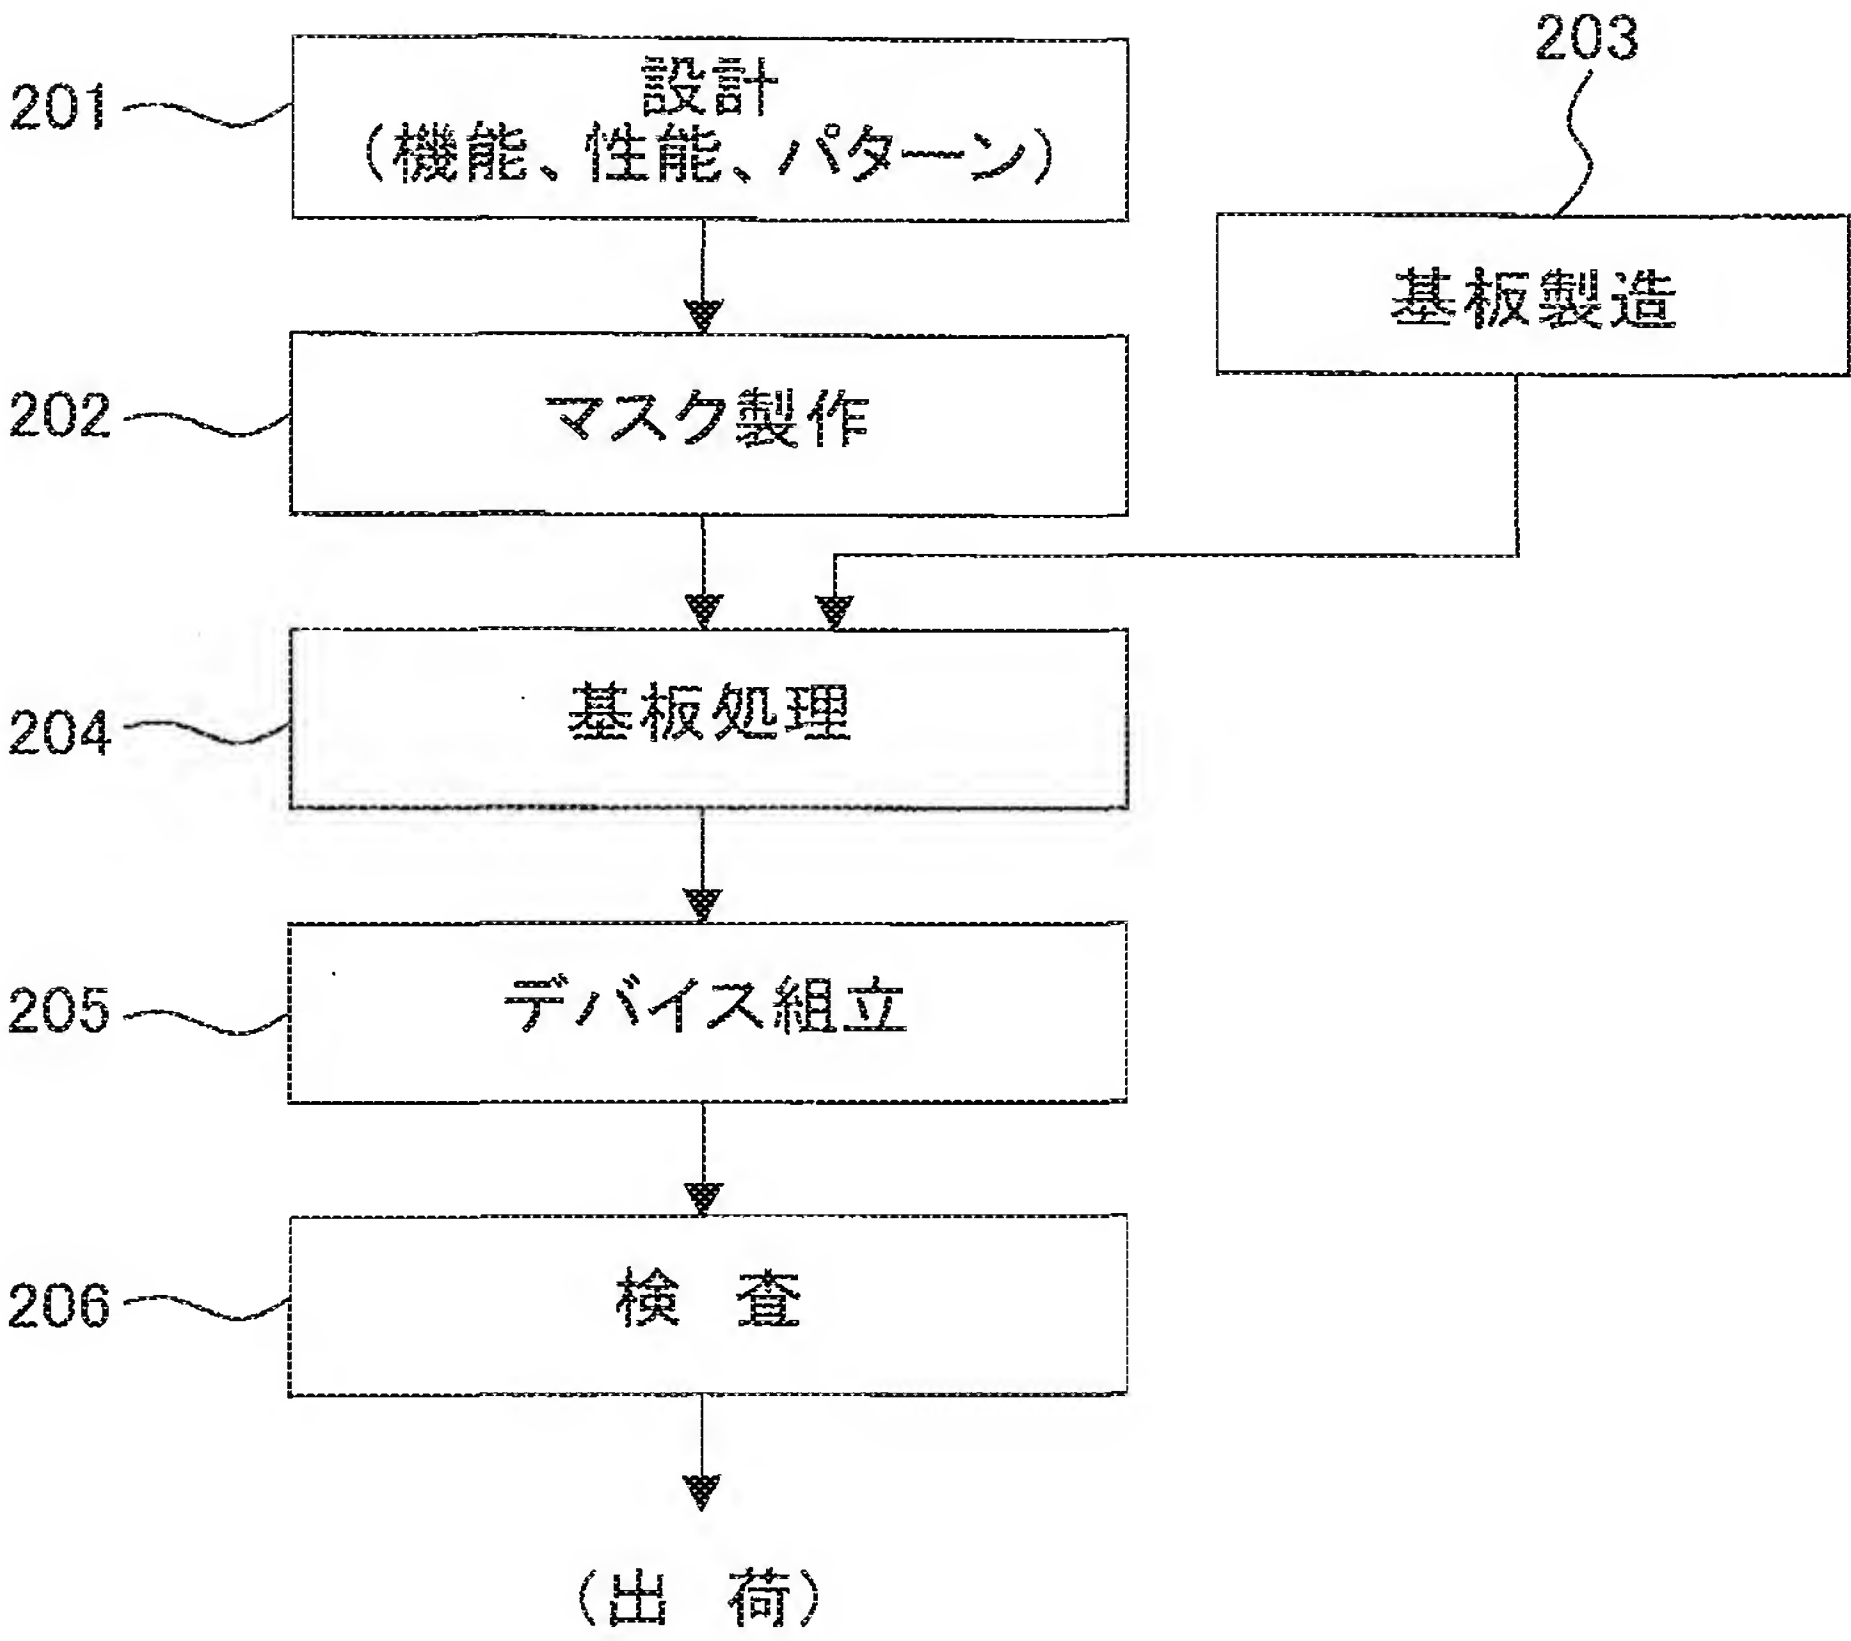 203
201
設計
（機能、性能、パターン）
基板製造
202
マスク製作
204
基板処理
205
デバイス組立
206
検 査
（出 荷）